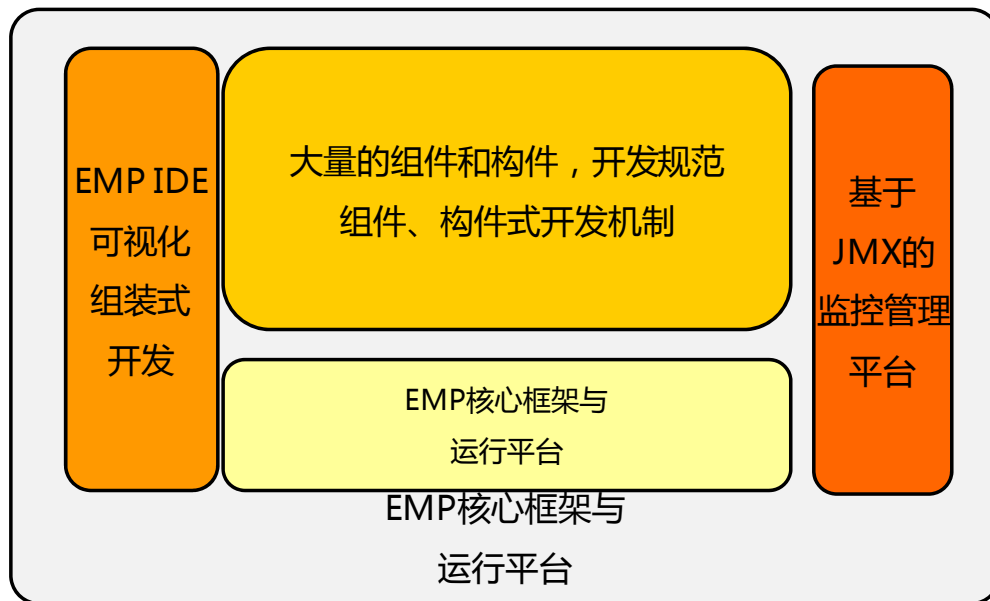 EMP IDE
可视化
组装式
开发
大量的组件和构件，开发规范
组件、构件式开发机制
基于
JMX的
监控管理
平台
EMP核心框架与
运行平台
EMP核心框架与
运行平台